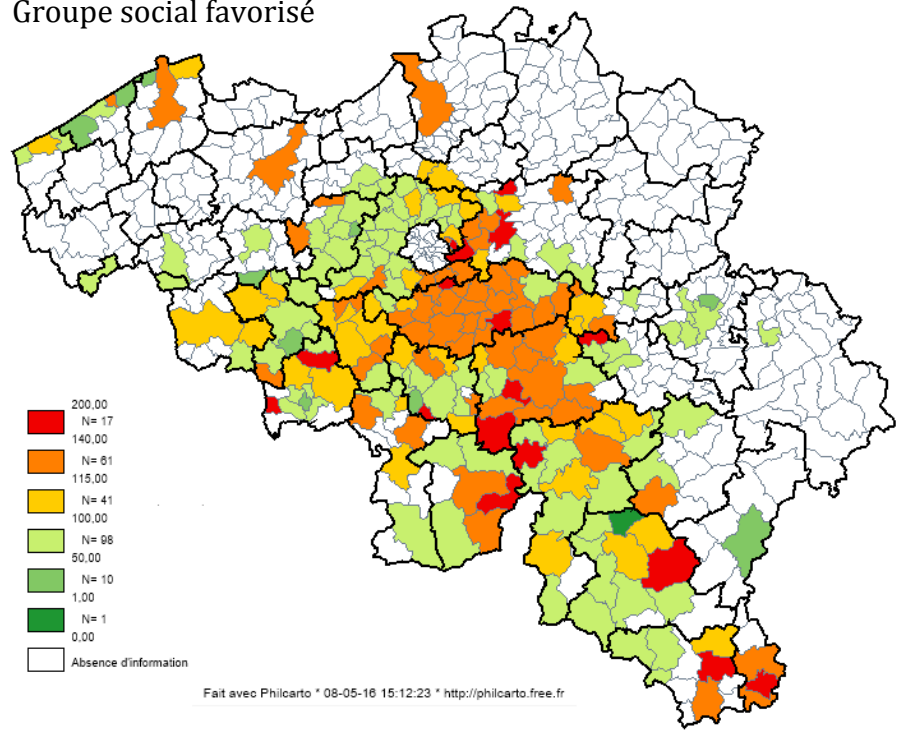 Groupe social favorisé
200,00
N= 17
140,00
N= 61
115,00
N= 41
100,00
N= 98
50,00
N= 10
1,00
N= 1
0,00
Absence d'information
Fait avec Philcarto * 08-05-16 15:12:23 * http://philcarto.free.fr